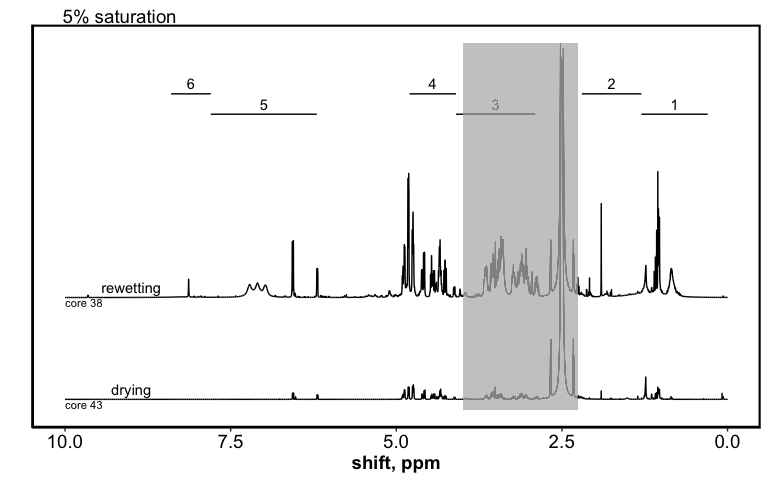 5% saturation
6
4
2
5
3
1
rewetting
core 38
drying
core 43
10.0 7.5 5.0 2.5 0.0
shift, ppm